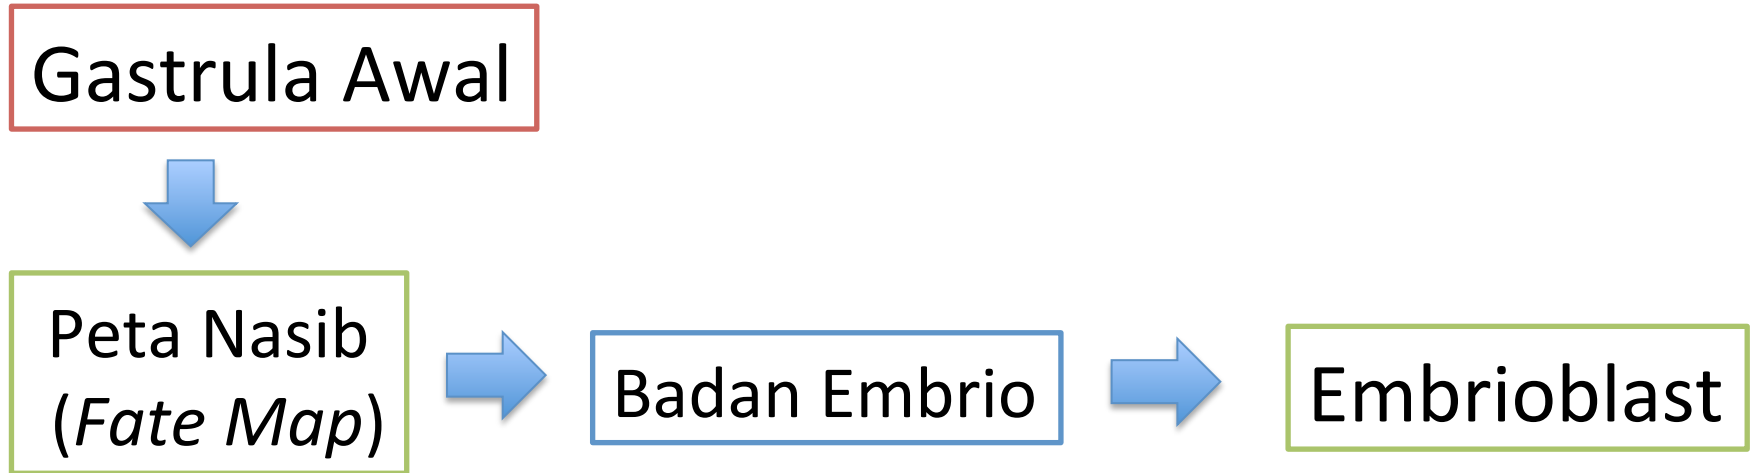 Gastrula Awal
Peta Nasib
(Fate Map)
Badan Embrio
Embrioblast